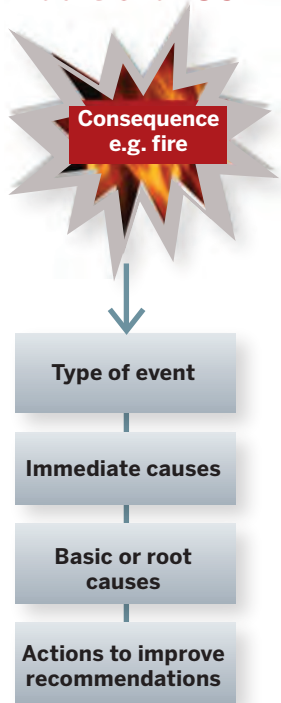 Consequence
e.g. fire
Type of event
Immediate causes
Basic or root
causes
Actions to improve
recommendations